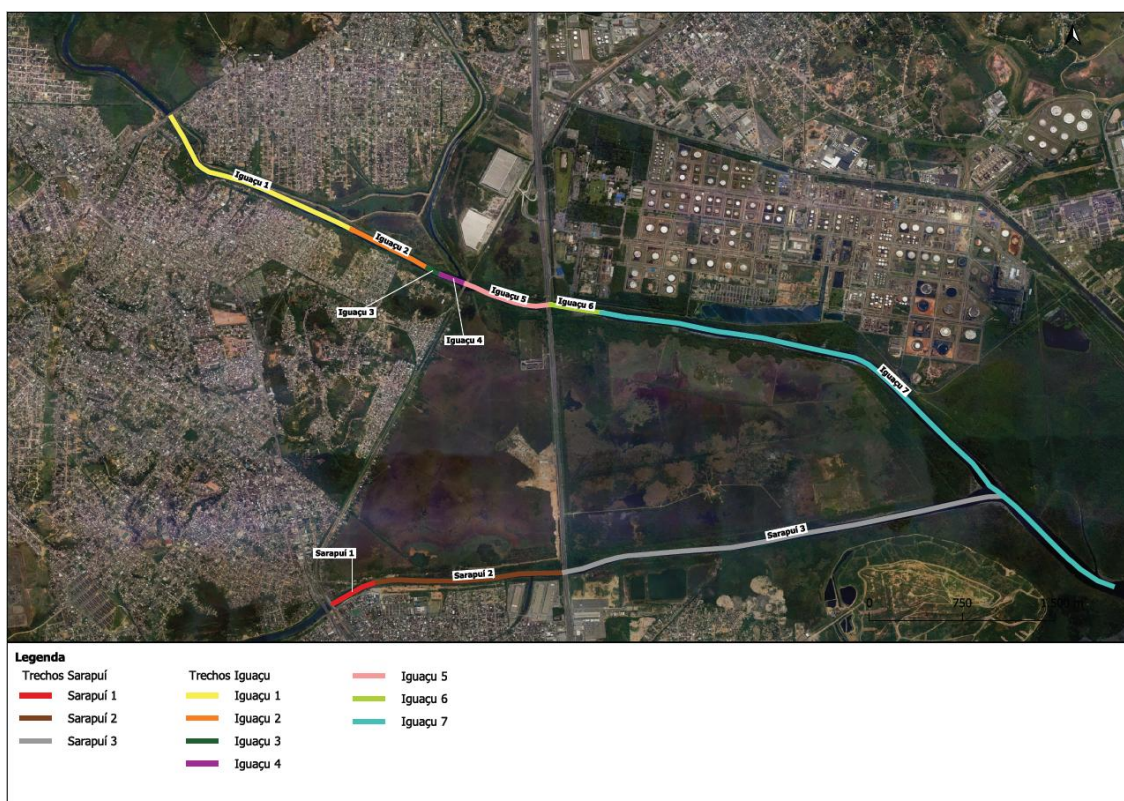 Iguaçu 1
Iguaçu 2
Iguaçu 3
Iguaçu 4
Iguaçu 5
Iguaçu 6
Iguaçu 7
Sarapuí 1
Sarapuí 2
Sarapuí 3
0 750 1.500 m
Legenda
Trechos Sarapuí
Sarapuí 1
Sarapuí 2
Sarapuí 3
Trechos Iguaçu
Iguaçu 1
Iguaçu 2
Iguaçu 3
Iguaçu 4
Iguaçu 5
Iguaçu 6
Iguaçu 7